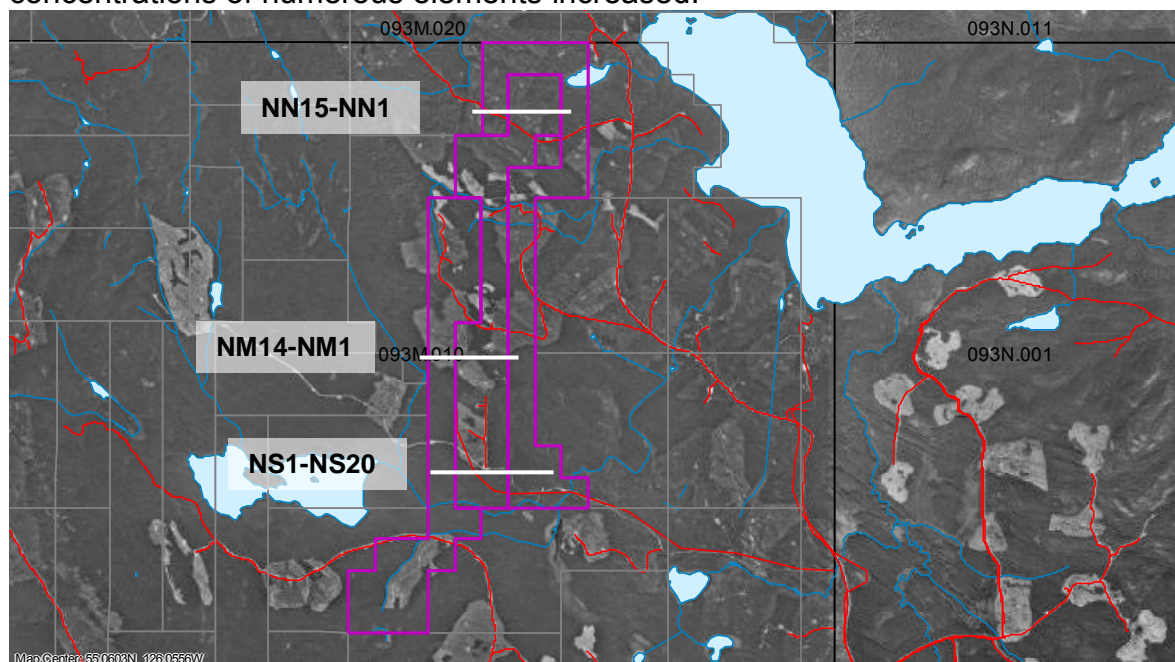 concentrations of numerous elements increased.
093M.020
093N.011
NN15-NN1
NM14-NM1
093M.010
093N.001
NS1-NS20
Map Center: 55.0603N, 126.0556W